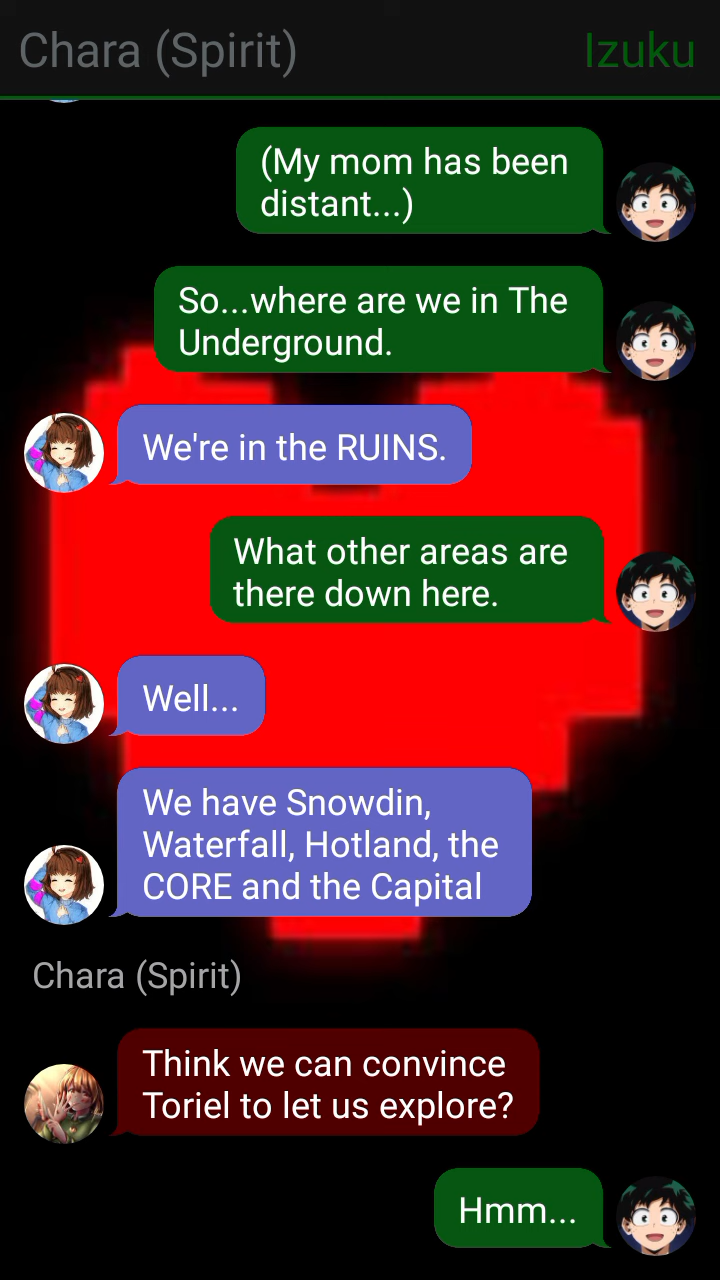 Chara (Spirit)
Izuku
(My mom has been
distant...)
So...where are we in The
Underground.
We're in the RUINS.
What other areas are
there down here.
Well...
We have Snowdin,
Waterfall, Hotland, the
CORE and the Capital
Chara (Spirit)
Think we can convince
Toriel to let us explore?
Hmm...